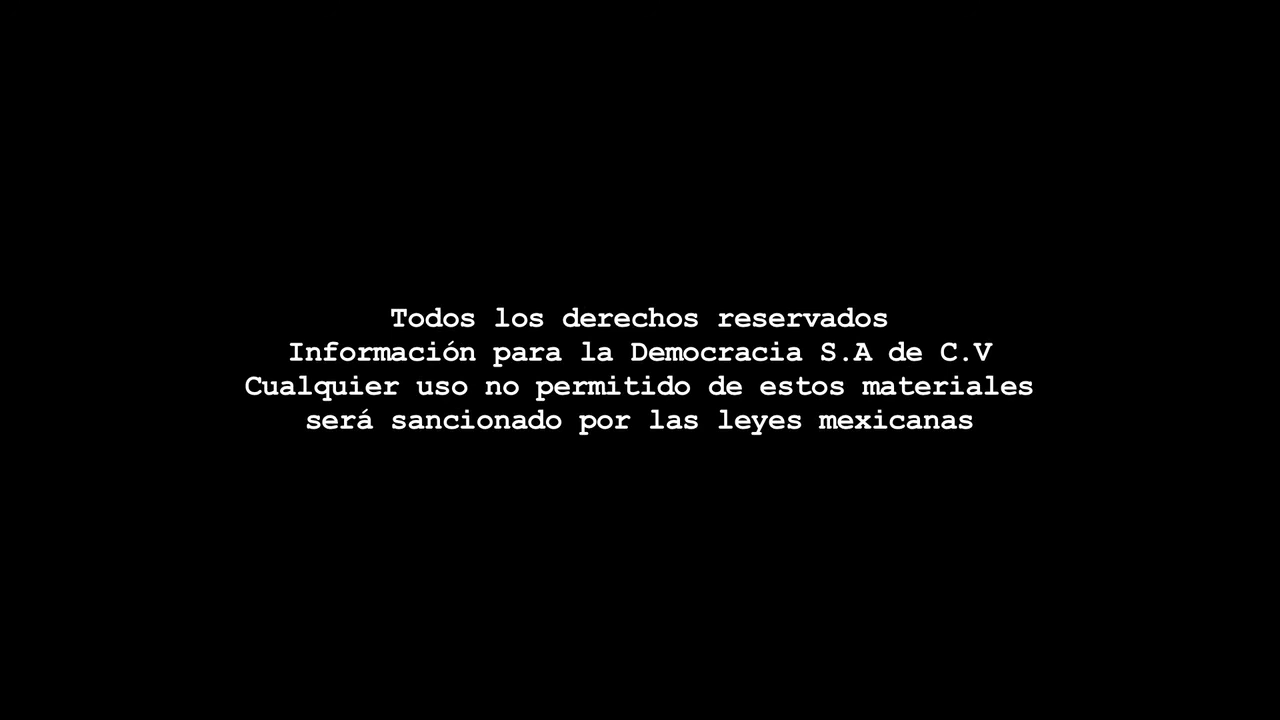 Todos los derechos reservados
Información para la Democracia S.A de C.V
Cualquier uso no permitido de estos materiales
será sancionado por las leyes mexicanas